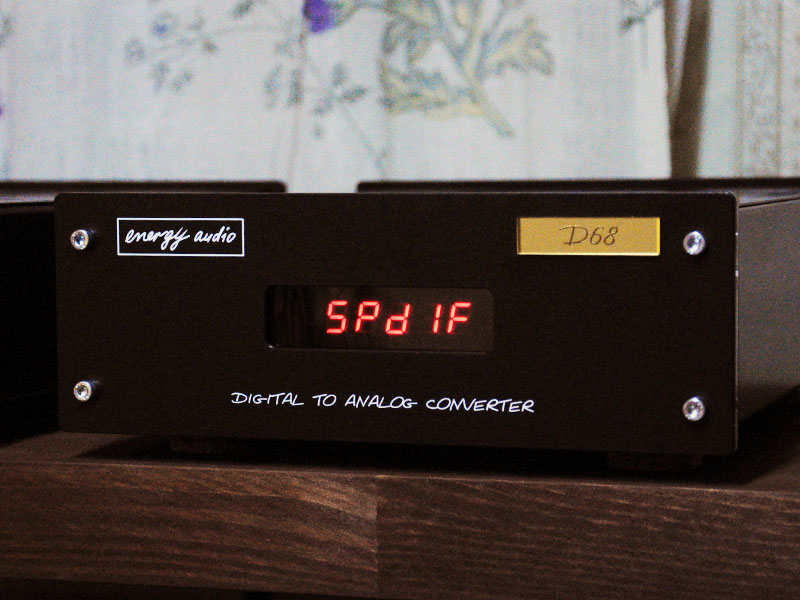 energy audio
D68
SPdIF
DIGITAL TO ANALOG CONVERTER